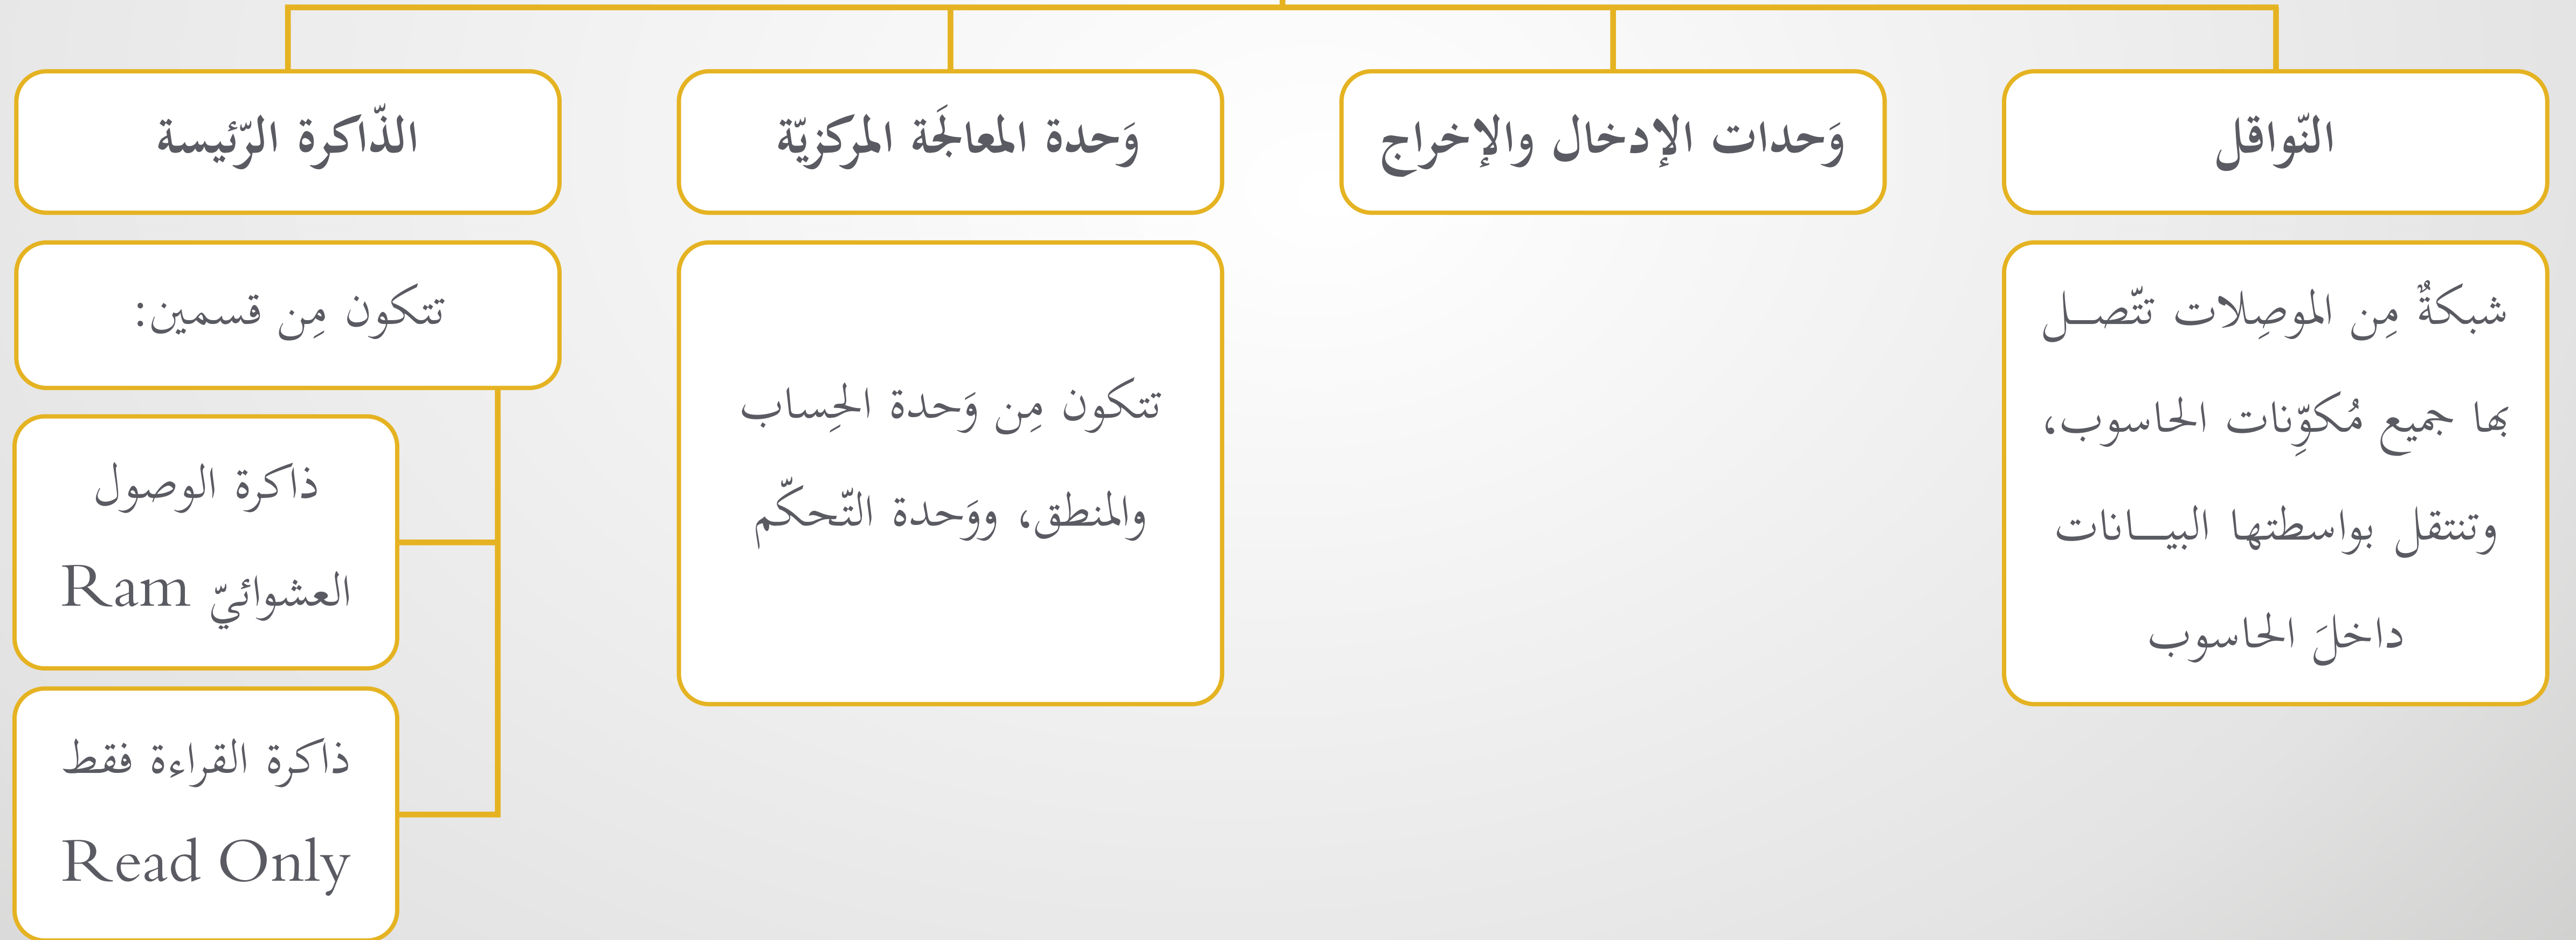 النّواقل
شبكةٌ مِن الموصِلات تتّصل
بها جميع مُكوِّنات الحاسوب،
وتنتقل بواسطتها البيانات
داخلَ الحاسوب
وَحدات الإدخال والإخراج
وَحدة المعالجَة المركزيّة
تتكون مِن وَحدة الحِساب
والمنطق، ووَحدة التّحكّم
الذّاكرة الرّئيسة
تتكون مِن قسمين:
ذاكرة الوصول
العشوائيّ Ram
ذاكرة القراءة فقط
Read Only